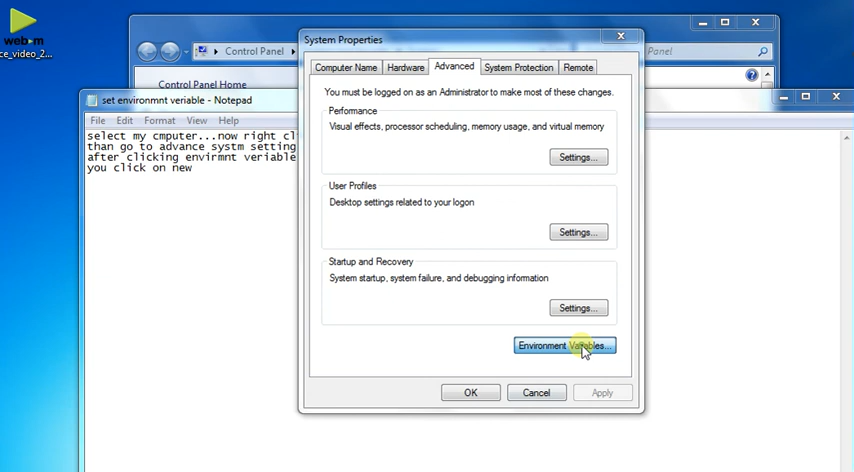 web-m
ce_video_2...
System Properties
Control Panel
Panel
Control Panel Home
Computer Name
Hardware
Advanced
System Protection
Remote
set environmnt veriable - Notepad
File Edit Format View Help
select my cmputer...now right cli
than go to advance systm setting
after clicking envirmnt veriable
you click on new
You must be logged on as an Administrator to make most of these changes.
Performance
Visual effects, processor scheduling, memory usage, and virtual memory
Settings...
User Profiles
Desktop settings related to your logon
Settings...
Startup and Recovery
System startup, system failure, and debugging information
Settings...
Environment Variables...
OK
Cancel
Apply